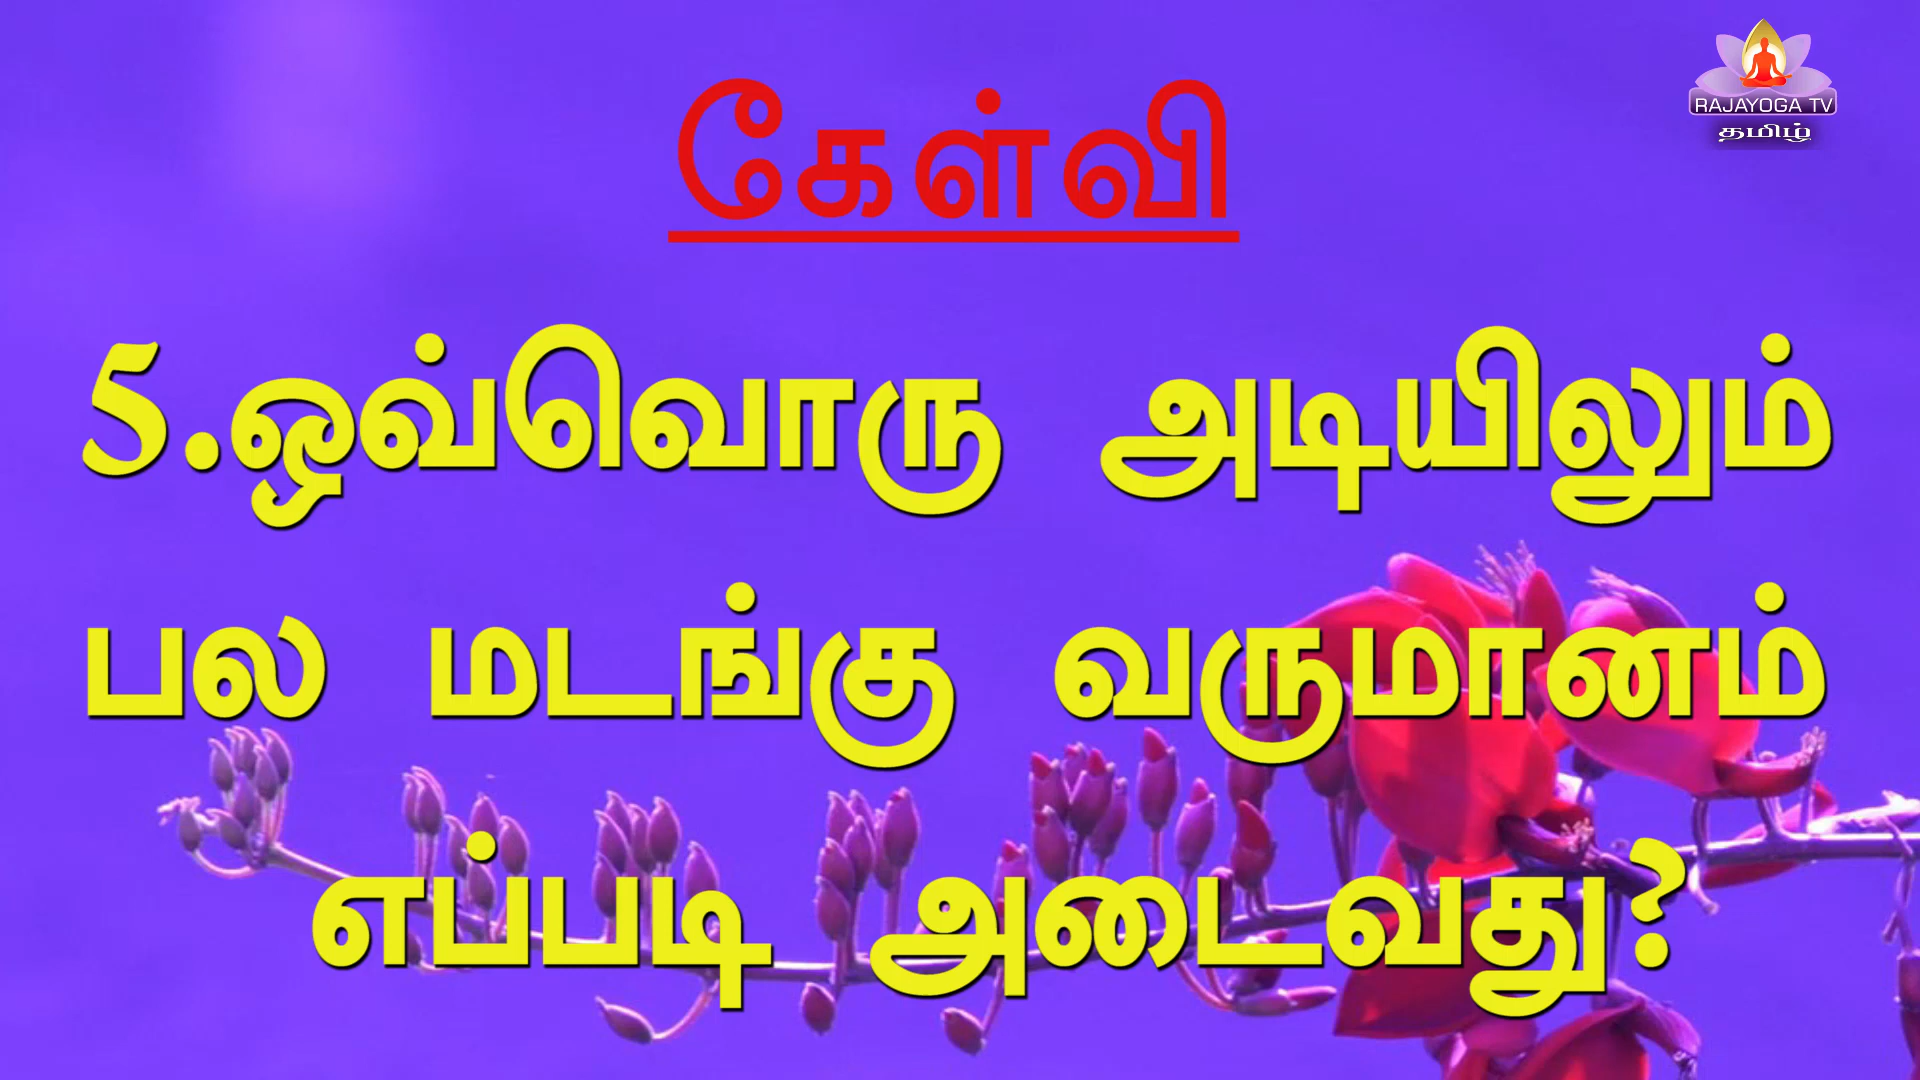 RAJAYOGA TV
தமிழ்
கேள்வி
5.ஒவ்வொரு அடியிலும்
பல மடங்கு வருமானம்
எப்படி அடைவது?